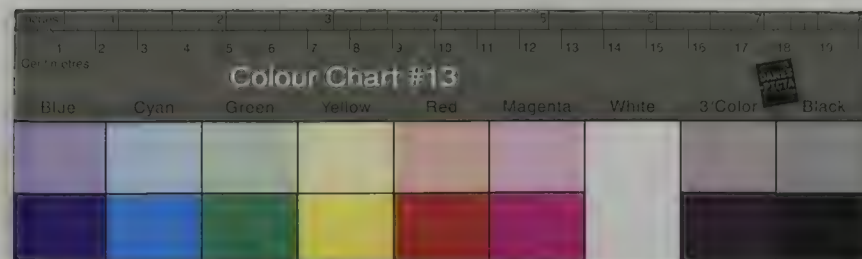 Inches 1 2 3 4 5 6 7
1 2 3 4 5 6 7 8 9 10 11 12 13 14 15 16 17 18 19
Centimetres
Colour Chart #13
Blue Cyan Green Yellow Red Magenta White 3/Color Black